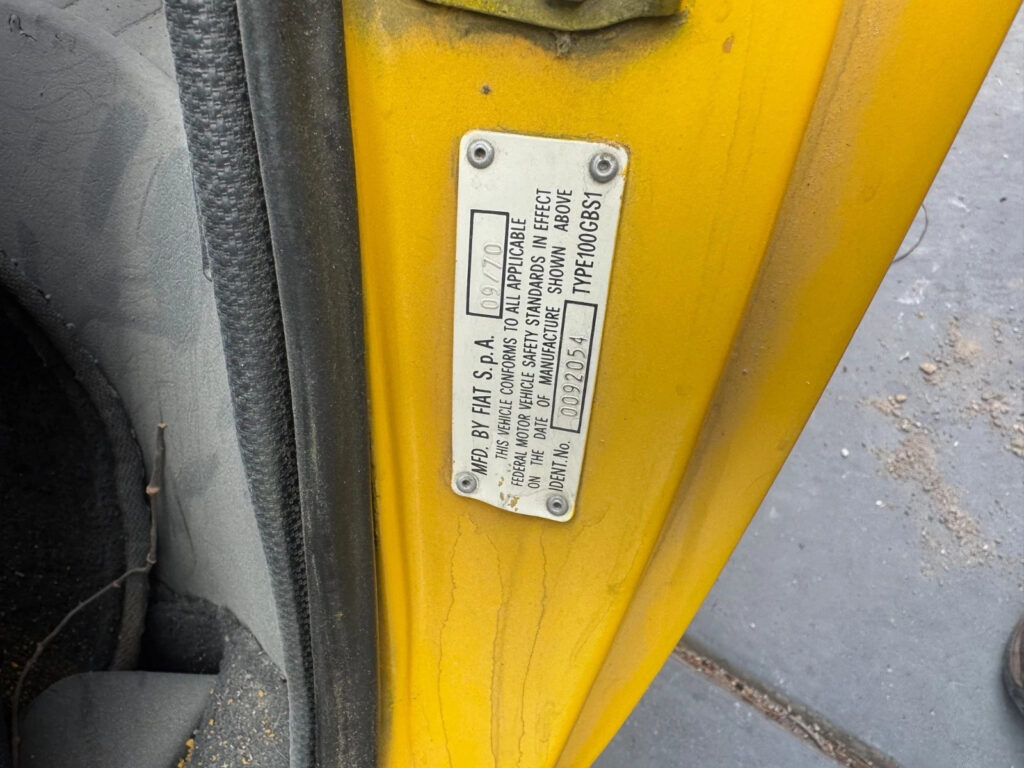 MFD. BY FIAT S.p.A. 09/70
THIS VEHICLE CONFORMS TO ALL APPLICABLE
FEDERAL MOTOR VEHICLE SAFETY STANDARDS IN EFFECT
ON THE DATE OF MANUFACTURE SHOWN ABOVE
IDENT. No. 0092054 TYPE100GBS1